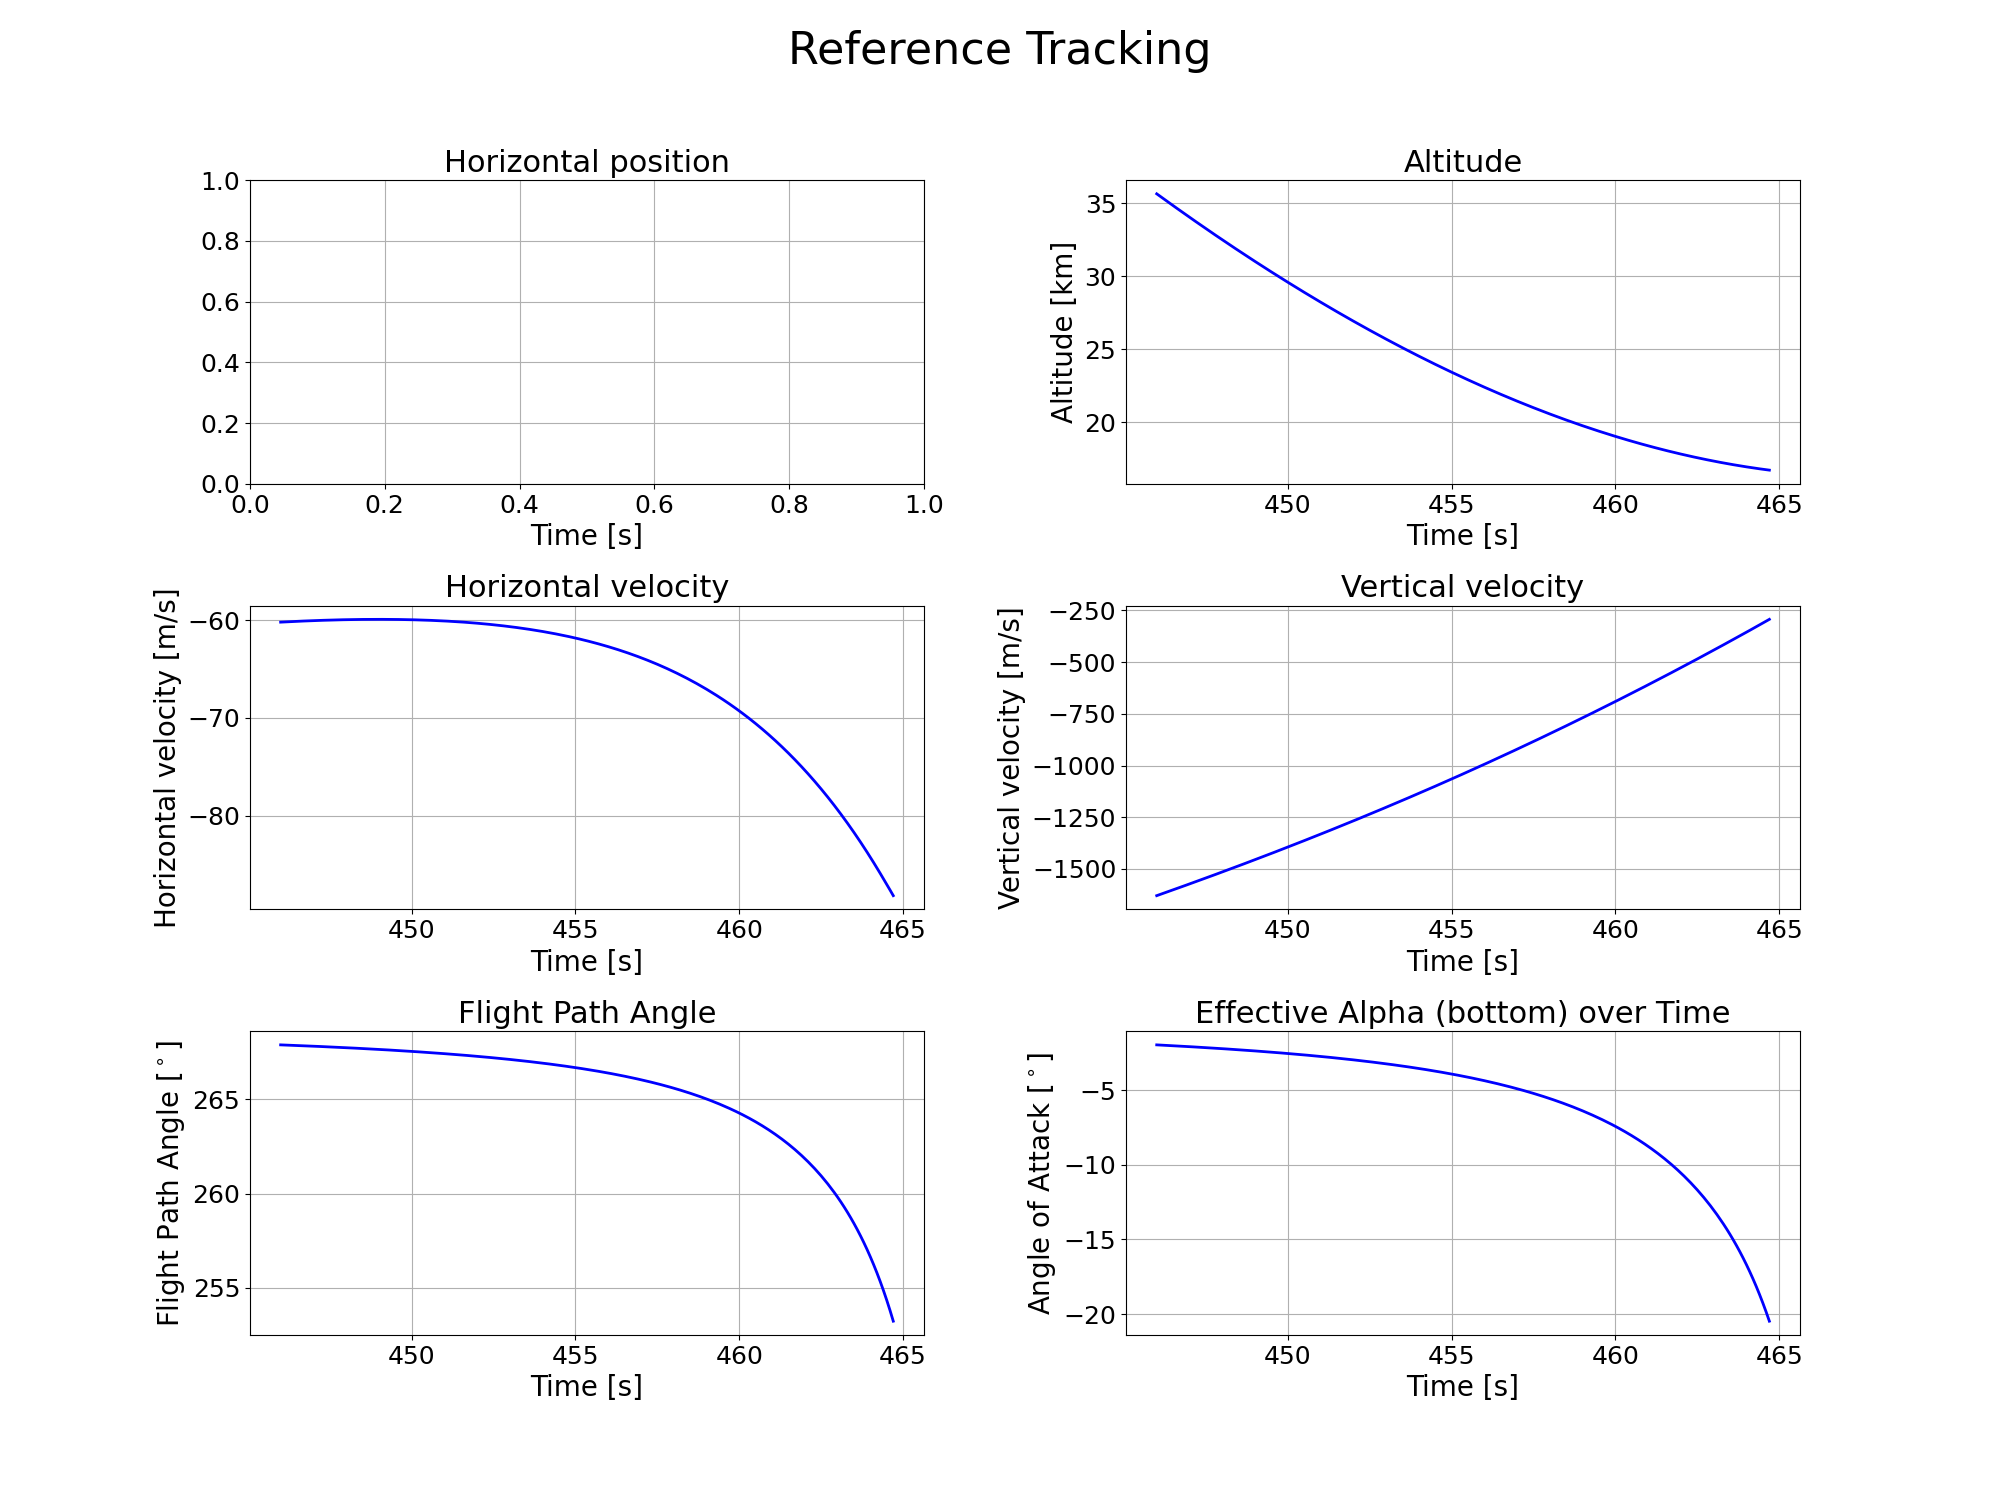 Reference Tracking
Horizontal position
1.0
0.8
0.6
0.4
0.2
0.0
0.0 0.2 0.4 0.6 0.8 1.0
Time [s]
Altitude
Altitude [km]
35
30
25
20
450 455 460 465
Time [s]
Horizontal velocity
Horizontal velocity [m/s]
−60
−70
−80
450 455 460 465
Time [s]
Vertical velocity
Vertical velocity [m/s]
−250
−500
−750
−1000
−1250
−1500
450 455 460 465
Time [s]
Flight Path Angle
Flight Path Angle [°]
265
260
255
450 455 460 465
Time [s]
Effective Alpha (bottom) over Time
Angle of Attack [°]
−5
−10
−15
−20
450 455 460 465
Time [s]